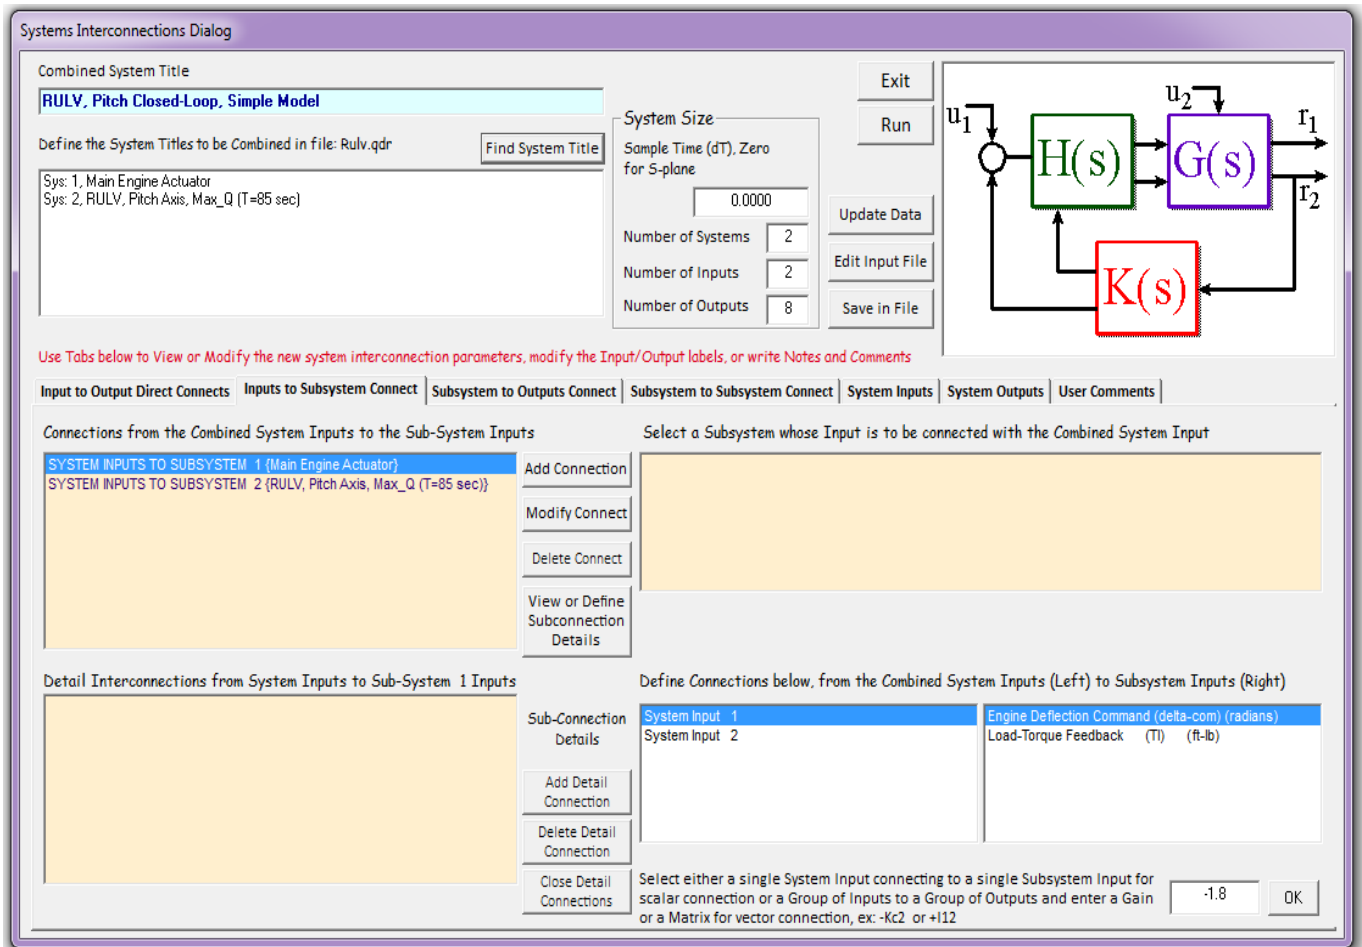 Systems Interconnections Dialog
Combined System Title
RULV, Pitch Closed-Loop, Simple Model
Define the System Titles to be Combined in file: Rulv.qdr
Find System Title
Sys: 1, Main Engine Actuator
Sys: 2, RULV, Pitch Axis, Max_Q (T=85 sec)
System Size
Sample Time (dT), Zero
for S-plane
0.0000
Number of Systems 2
Number of Inputs 2
Number of Outputs 8
Exit
Run
Update Data
Edit Input File
Save in File
u1
u2
H(s)
G(s)
r1
r2
K(s)
Use Tabs below to View or Modify the new system interconnection parameters, modify the Input/Output labels, or write Notes and Comments
Input to Output Direct Connects
Inputs to Subsystem Connect
Subsystem to Outputs Connect
Subsystem to Subsystem Connect
System Inputs
System Outputs
User Comments
Connections from the Combined System Inputs to the Sub-System Inputs
SYSTEM INPUTS TO SUBSYSTEM 1 {Main Engine Actuator}
SYSTEM INPUTS TO SUBSYSTEM 2 {RULV, Pitch Axis, Max_Q (T=85 sec)}
Add Connection
Modify Connect
Delete Connect
View or Define
Subconnection
Details
Select a Subsystem whose Input is to be connected with the Combined System Input
Detail Interconnections from System Inputs to Sub-System 1 Inputs
Sub-Connection
Details
Add Detail
Connection
Delete Detail
Connection
Close Detail
Connections
Define Connections below, from the Combined System Inputs (Left) to Subsystem Inputs (Right)
System Input 1
System Input 2
Engine Deflection Command (delta-com) (radians)
Load-Torque Feedback (Tl) (ft-lb)
Select either a single System Input connecting to a single Subsystem Input for
scalar connection or a Group of Inputs to a Group of Outputs and enter a Gain
or a Matrix for vector connection, ex: -Kc2 or +I12
-1.8
OK